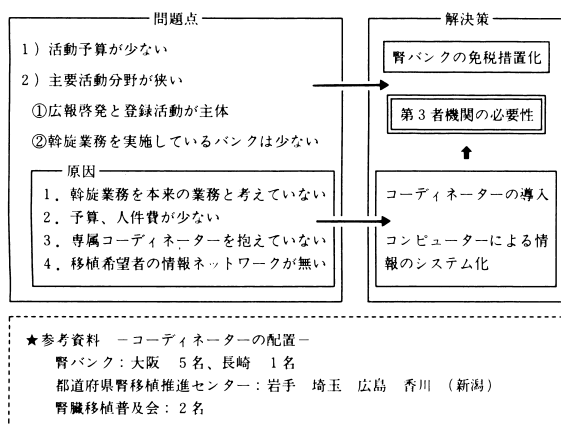 問題点
1）活動予算が少ない
2）主要活動分野が狭い
①広報啓発と登録活動が主体
②斡旋業務を実施しているバンクは少ない
原因
1．斡旋業務を本来の業務と考えていない
2．予算、人件費が少ない
3．専属コーディネーターを抱えていない
4．移植希望者の情報ネットワークが無い
解決策
腎バンクの免税措置化
第3者機関の必要性
コーディネーターの導入
コンピューターによる情
報のシステム化
★参考資料 －コーディネーターの配置－
腎バンク：大阪 5名、長崎 1名
都道府県腎移植推進センター：岩手 埼玉 広島 香川 （新潟）
腎臓移植普及会：2名